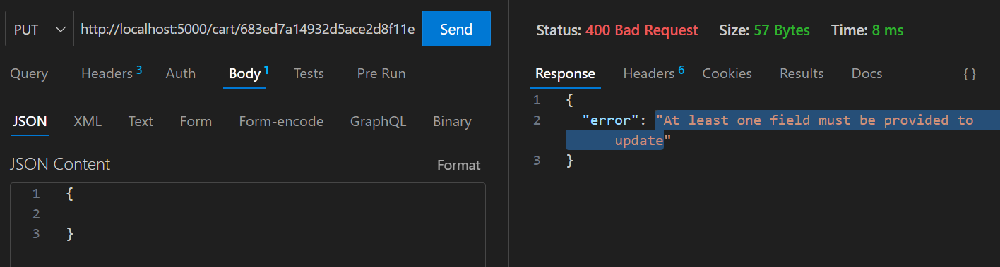 PUT http://localhost:5000/cart/683ed7a14932d5ace2d8f11e Send
Query Headers 3 Auth Body 1 Tests Pre Run
JSON XML Text Form Form-encode GraphQL Binary
JSON Content Format
1 {
2
3 }
Status: 400 Bad Request Size: 57 Bytes Time: 8 ms
Response Headers 6 Cookies Results Docs { }
1 {
2 "error": "At least one field must be provided to
update"
3 }